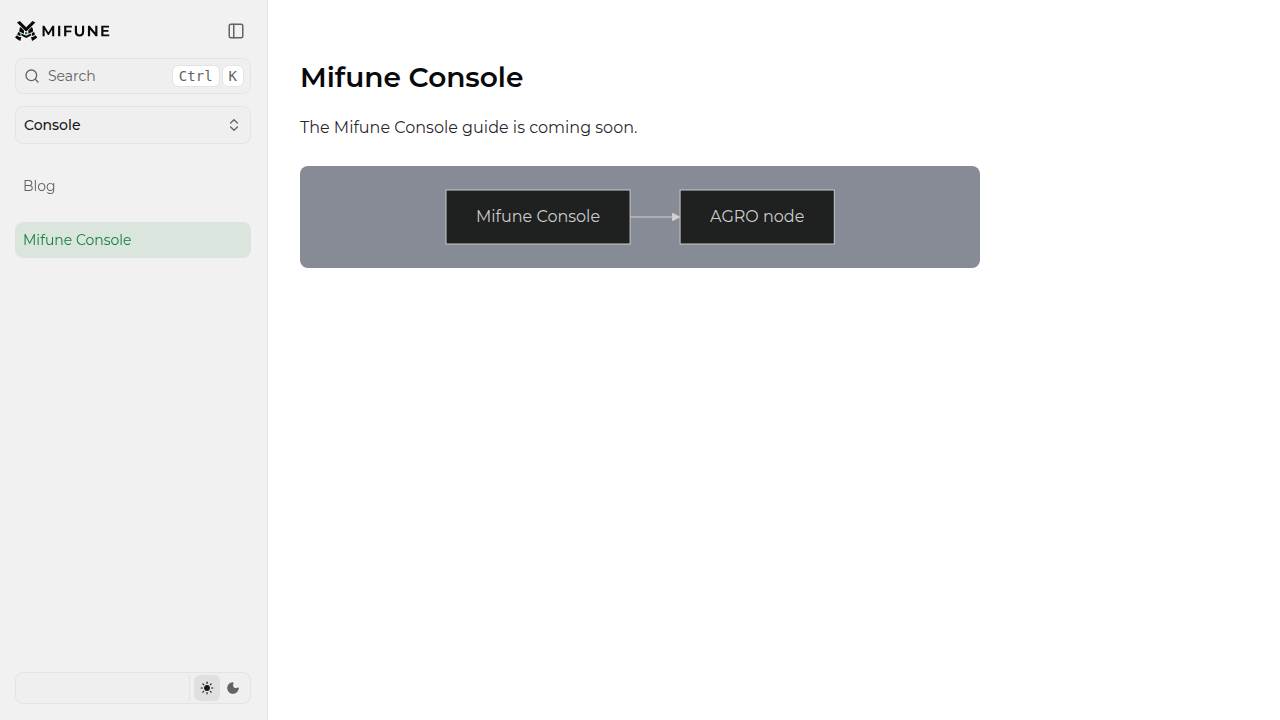 MIFUNE
Search Ctrl K
Console
Blog
Mifune Console
Mifune Console
The Mifune Console guide is coming soon.
Mifune Console
AGRO node